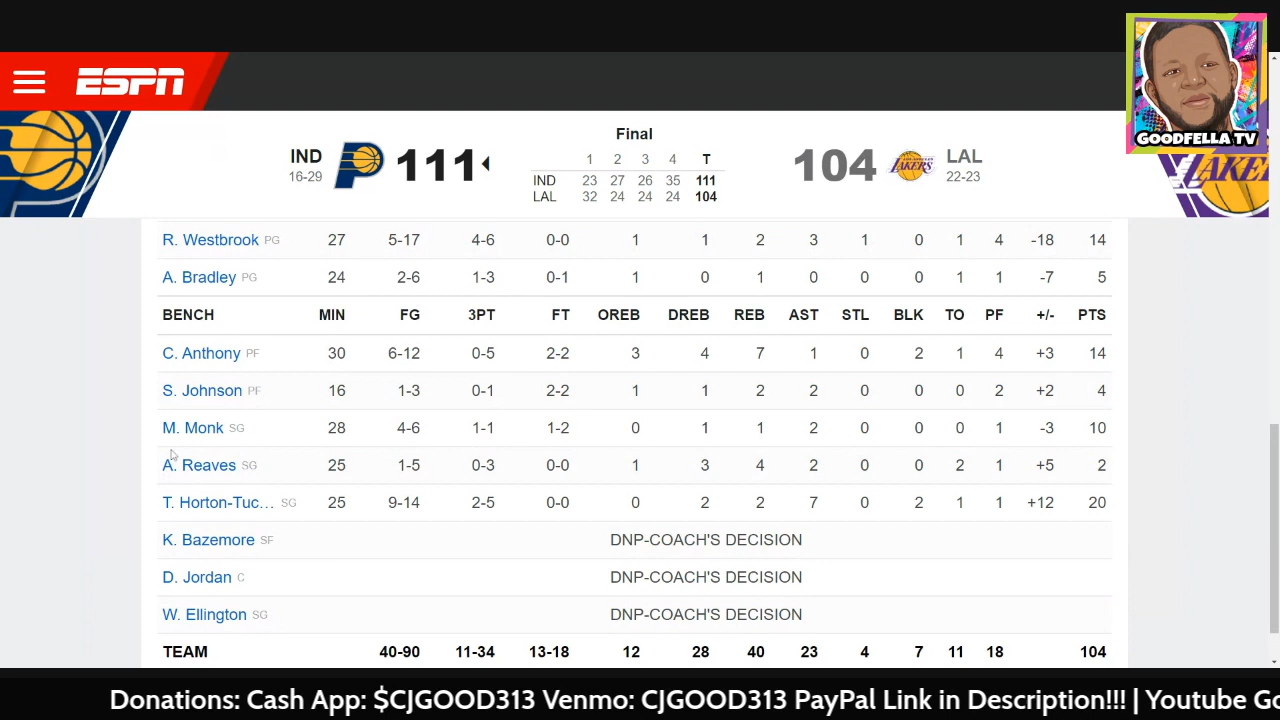 ESPN
GOODFELLA TV
Final
IND
16-29
111
1 2 3 4 T
IND 23 27 26 35 111
LAL 32 24 24 24 104
104
LAKERS
LAL
22-23
R. Westbrook PG 27 5-17 4-6 0-0 1 1 2 3 1 0 1 4 -18 14
A. Bradley PG 24 2-6 1-3 0-1 1 0 1 0 0 0 1 1 -7 5
BENCH MIN FG 3PT FT OREB DREB REB AST STL BLK TO PF +/- PTS
C. Anthony PF 30 6-12 0-5 2-2 3 4 7 1 0 2 1 4 +3 14
S. Johnson PF 16 1-3 0-1 2-2 1 1 2 2 0 0 0 2 +2 4
M. Monk SG 28 4-6 1-1 1-2 0 1 1 2 0 0 0 1 -3 10
A. Reaves SG 25 1-5 0-3 0-0 1 3 4 2 0 0 2 1 +5 2
T. Horton-Tuc... SG 25 9-14 2-5 0-0 0 2 2 7 0 2 1 1 +12 20
K. Bazemore SF DNP-COACH'S DECISION
D. Jordan C DNP-COACH'S DECISION
W. Ellington SG DNP-COACH'S DECISION
TEAM 40-90 11-34 13-18 12 28 40 23 4 7 11 18 104
Donations: Cash App: $CJGOOD313 Venmo: CJGOOD313 PayPal Link in Description!!! | Youtube Go